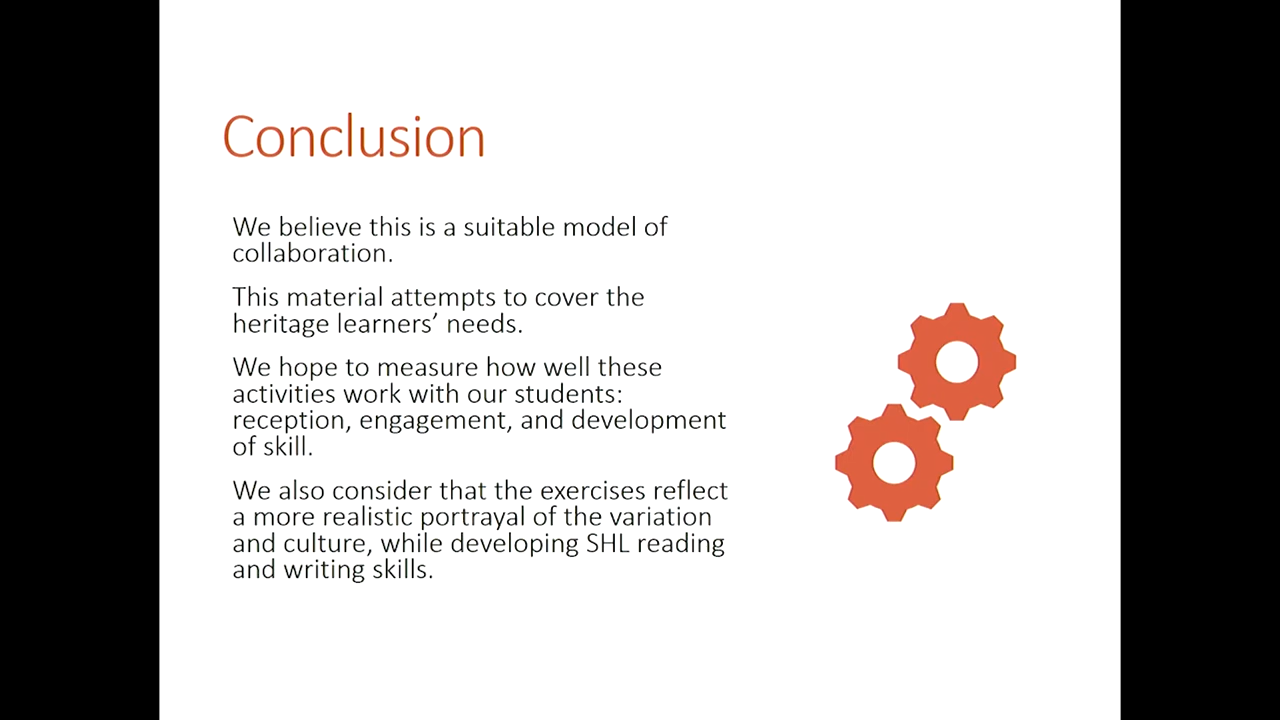 Conclusion
We believe this is a suitable model of
collaboration.
This material attempts to cover the
heritage learners’ needs.
We hope to measure how well these
activities work with our students:
reception, engagement, and development
of skill.
We also consider that the exercises reflect
a more realistic portrayal of the variation
and culture, while developing SHL reading
and writing skills.